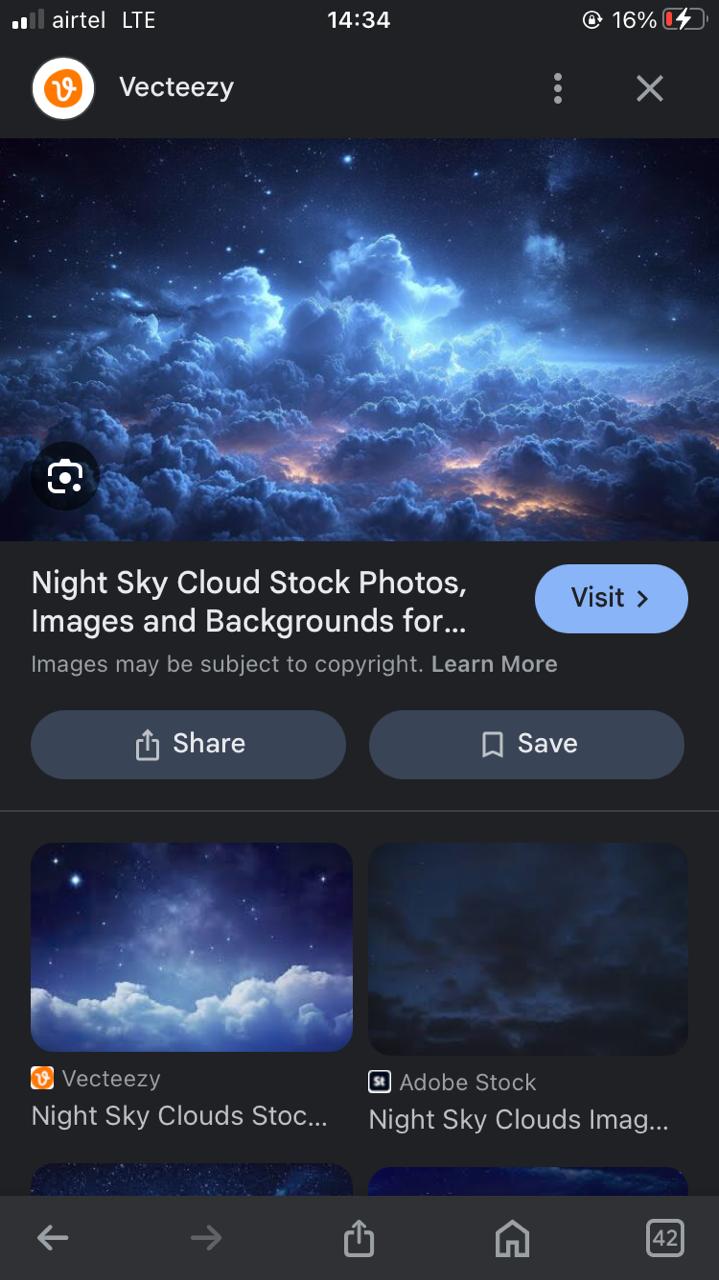 airtel LTE 14:34 16%
Vecteezy
Night Sky Cloud Stock Photos,
Images and Backgrounds for...
Visit
Images may be subject to copyright. Learn More
Share
Save
Vecteezy
Night Sky Clouds Stoc...
St Adobe Stock
Night Sky Clouds Imag...
42